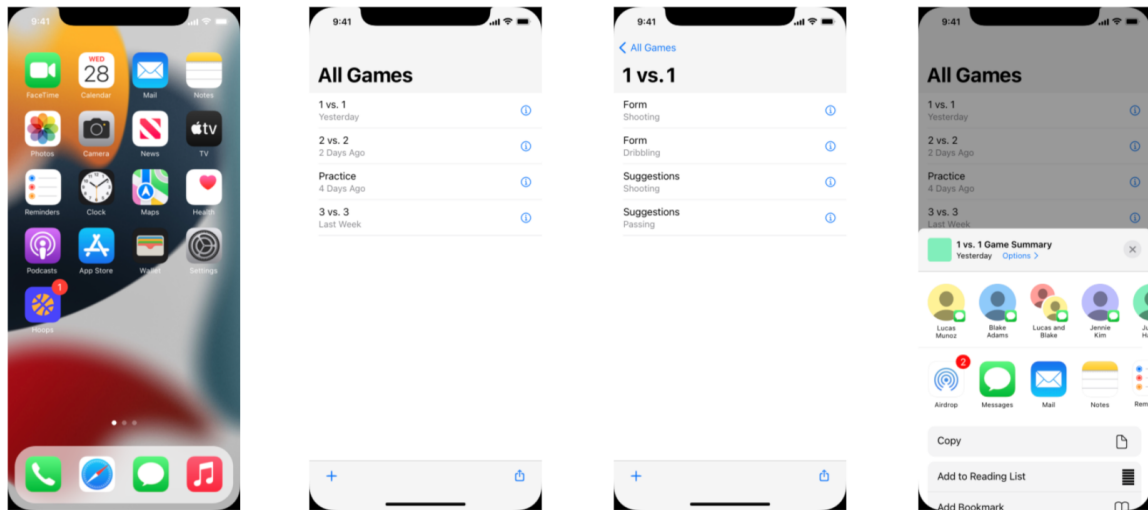 9:41
WED
28
FaceTime
Calendar
Mail
Notes
Photos
Camera
News
tv
TV
Reminders
Clock
Maps
Health
Podcasts
App Store
Wallet
Settings
1
Hoops
9:41
All Games
1 vs. 1
Yesterday
2 vs. 2
2 Days Ago
Practice
4 Days Ago
3 vs. 3
Last Week
+
9:41
All Games
1 vs. 1
Form
Shooting
Form
Dribbling
Suggestions
Shooting
Suggestions
Passing
+
9:41
All Games
1 vs. 1
Yesterday
2 vs. 2
2 Days Ago
Practice
4 Days Ago
3 vs. 3
Last Week
1 vs. 1 Game Summary
Yesterday Options >
Lucas
Munoz
Blake
Adams
Lucas and
Blake
Jennie
Kim
Ju
H
2
Airdrop
Messages
Mail
Notes
Rem
Copy
Add to Reading List
Add Bookmark